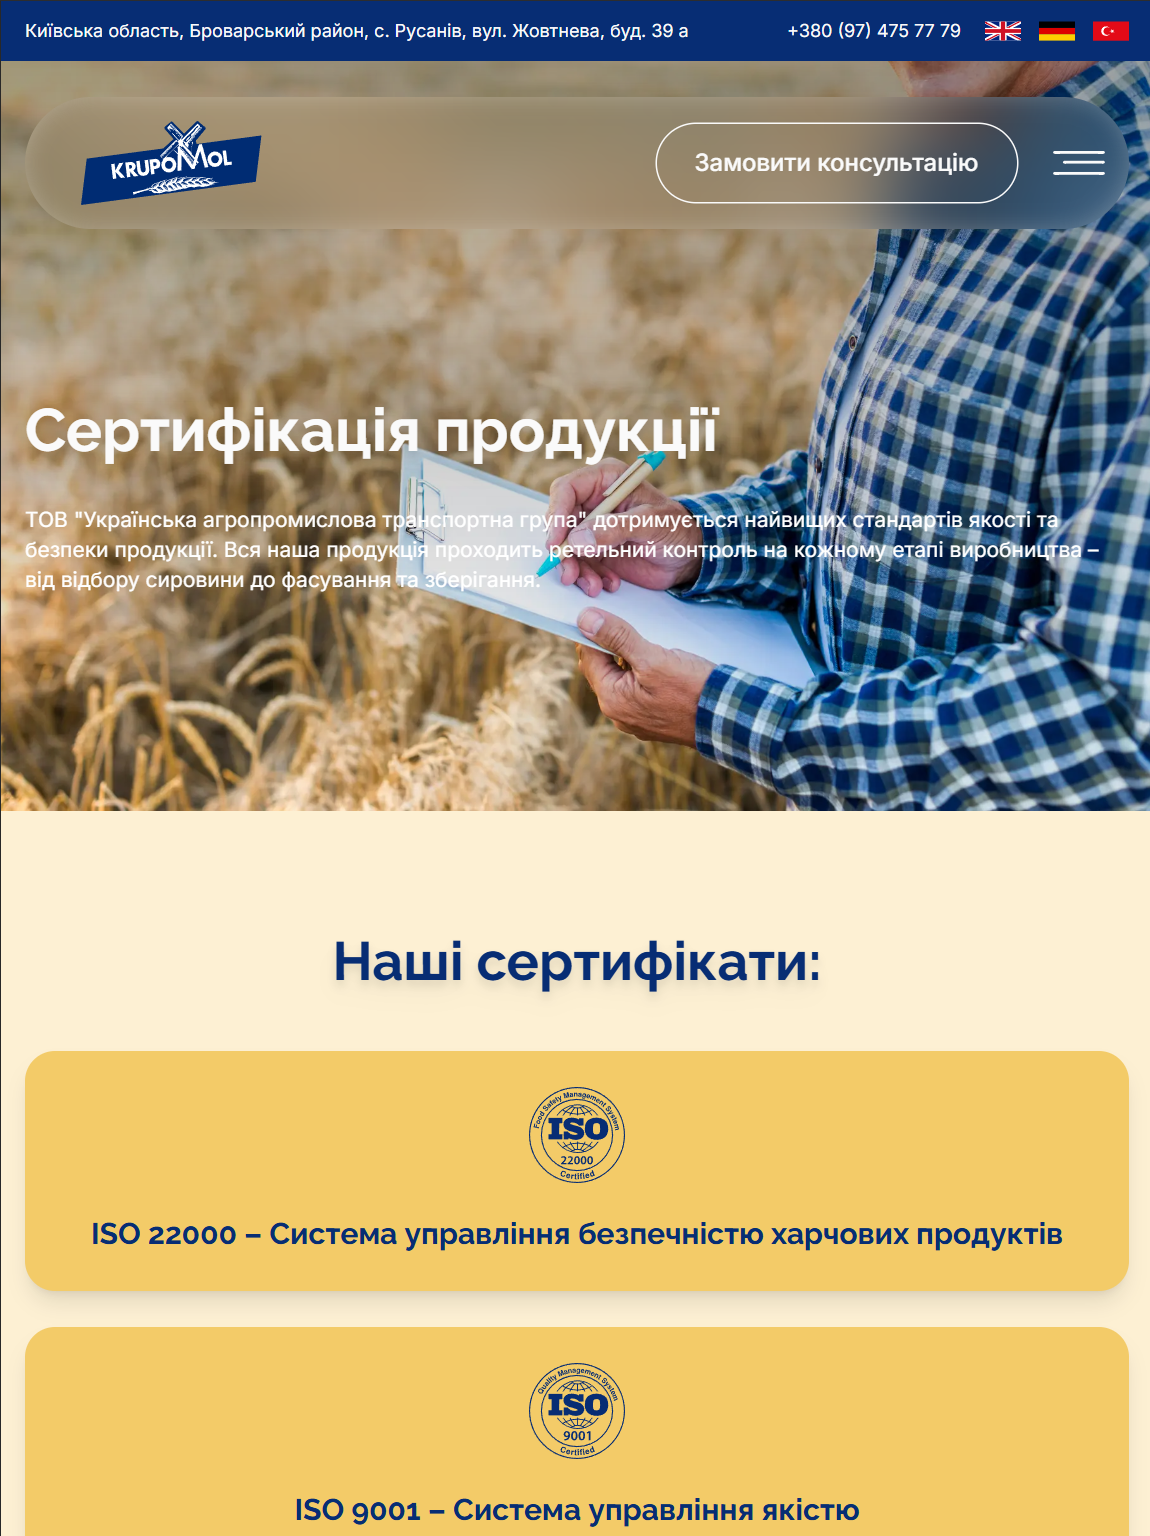 Київська область, Броварський район, с. Русанів, вул. Жовтнева, буд. 39 а
+380 (97) 475 77 79
KRUPOMOL
Замовити консультацію
Сертифікація продукції
ТОВ "Українська агропромислова транспортна група" дотримується найвищих стандартів якості та
безпеки продукції. Вся наша продукція проходить ретельний контроль на кожному етапі виробництва –
від відбору сировини до фасування та зберігання.
Наші сертифікати:
Food Safety Management System
ISO
22000
Certified
ISO 22000 – Система управління безпечністю харчових продуктів
Quality Management System
ISO
9001
Certified
ISO 9001 – Система управління якістю